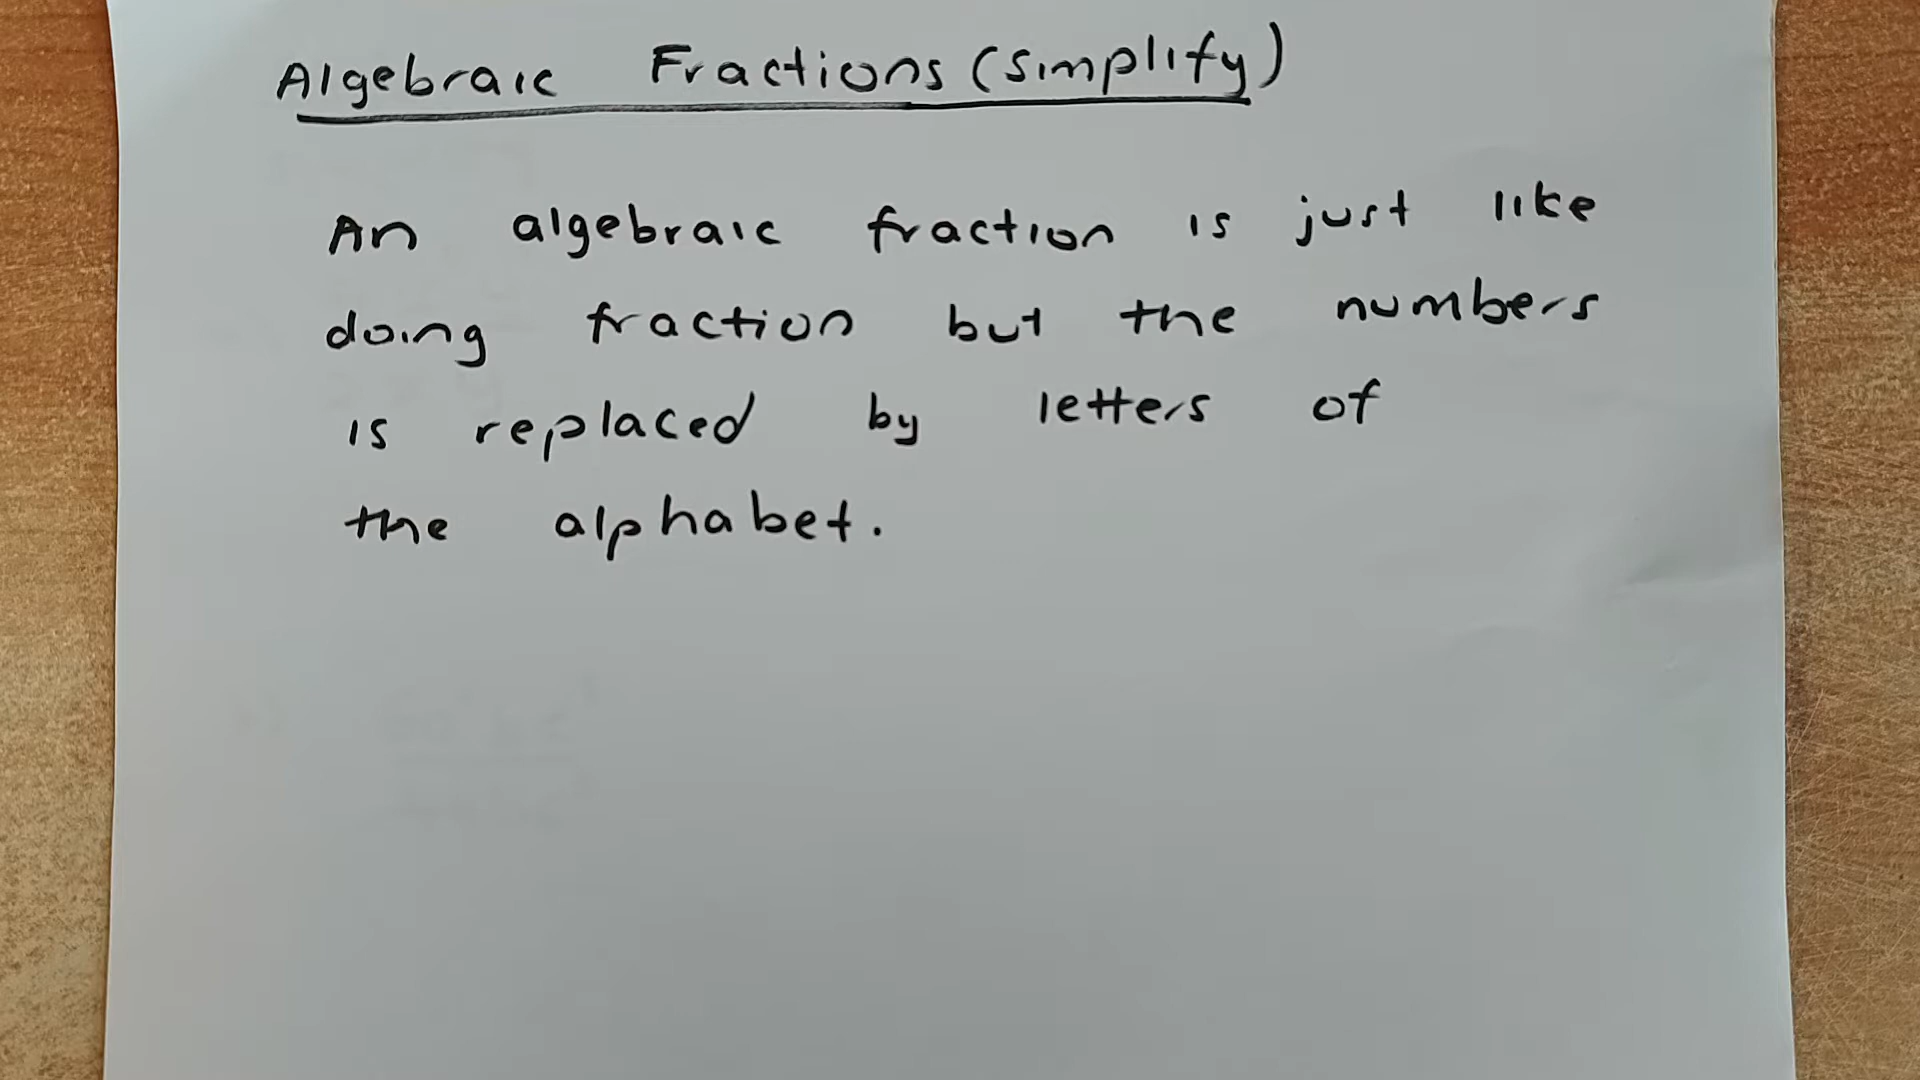 Algebraic Fractions (simplify)
An algebraic fraction is just like
doing fraction but the numbers
is replaced by letters of
the alphabet.